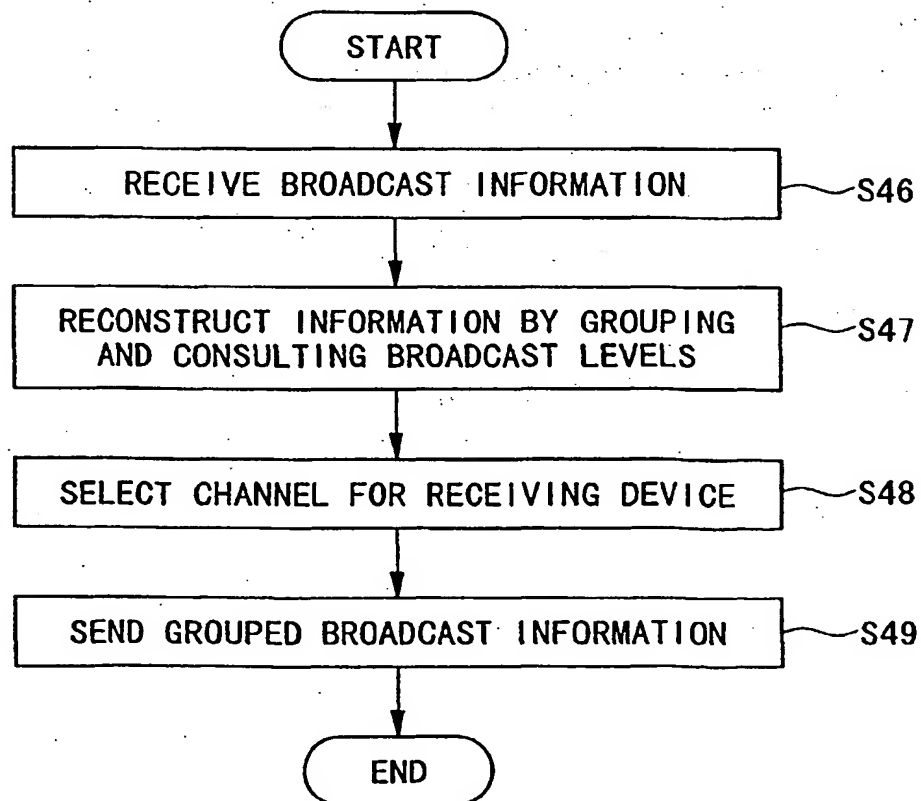 START
RECEIVE BROADCAST INFORMATION
S46
RECONSTRUCT INFORMATION BY GROUPING
AND CONSULTING BROADCAST LEVELS
S47
SELECT CHANNEL FOR RECEIVING DEVICE
S48
SEND GROUPED BROADCAST INFORMATION
S49
END